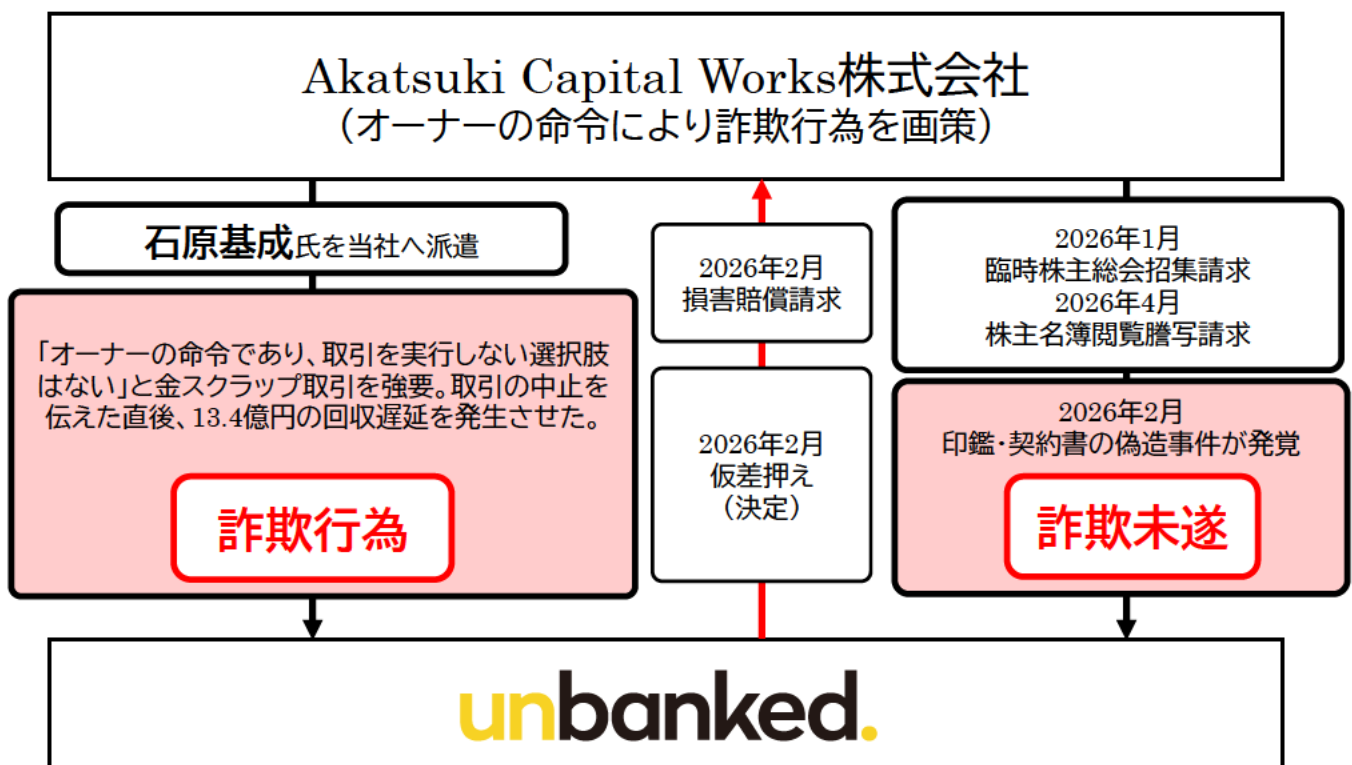 Akatsuki Capital Works株式会社
（オーナーの命令により詐欺行為を画策）
石原基成氏を当社へ派遣
「オーナーの命令であり、取引を実行しない選択肢
はない」と金スクラップ取引を強要。取引の中止を
伝えた直後、13.4億円の回収遅延を発生させた。
詐欺行為
2026年2月
損害賠償請求
2026年2月
仮差押え
（決定）
2026年1月
臨時株主総会招集請求
2026年4月
株主名簿閲覧謄写請求
2026年2月
印鑑・契約書の偽造事件が発覚
詐欺未遂
unbanked.